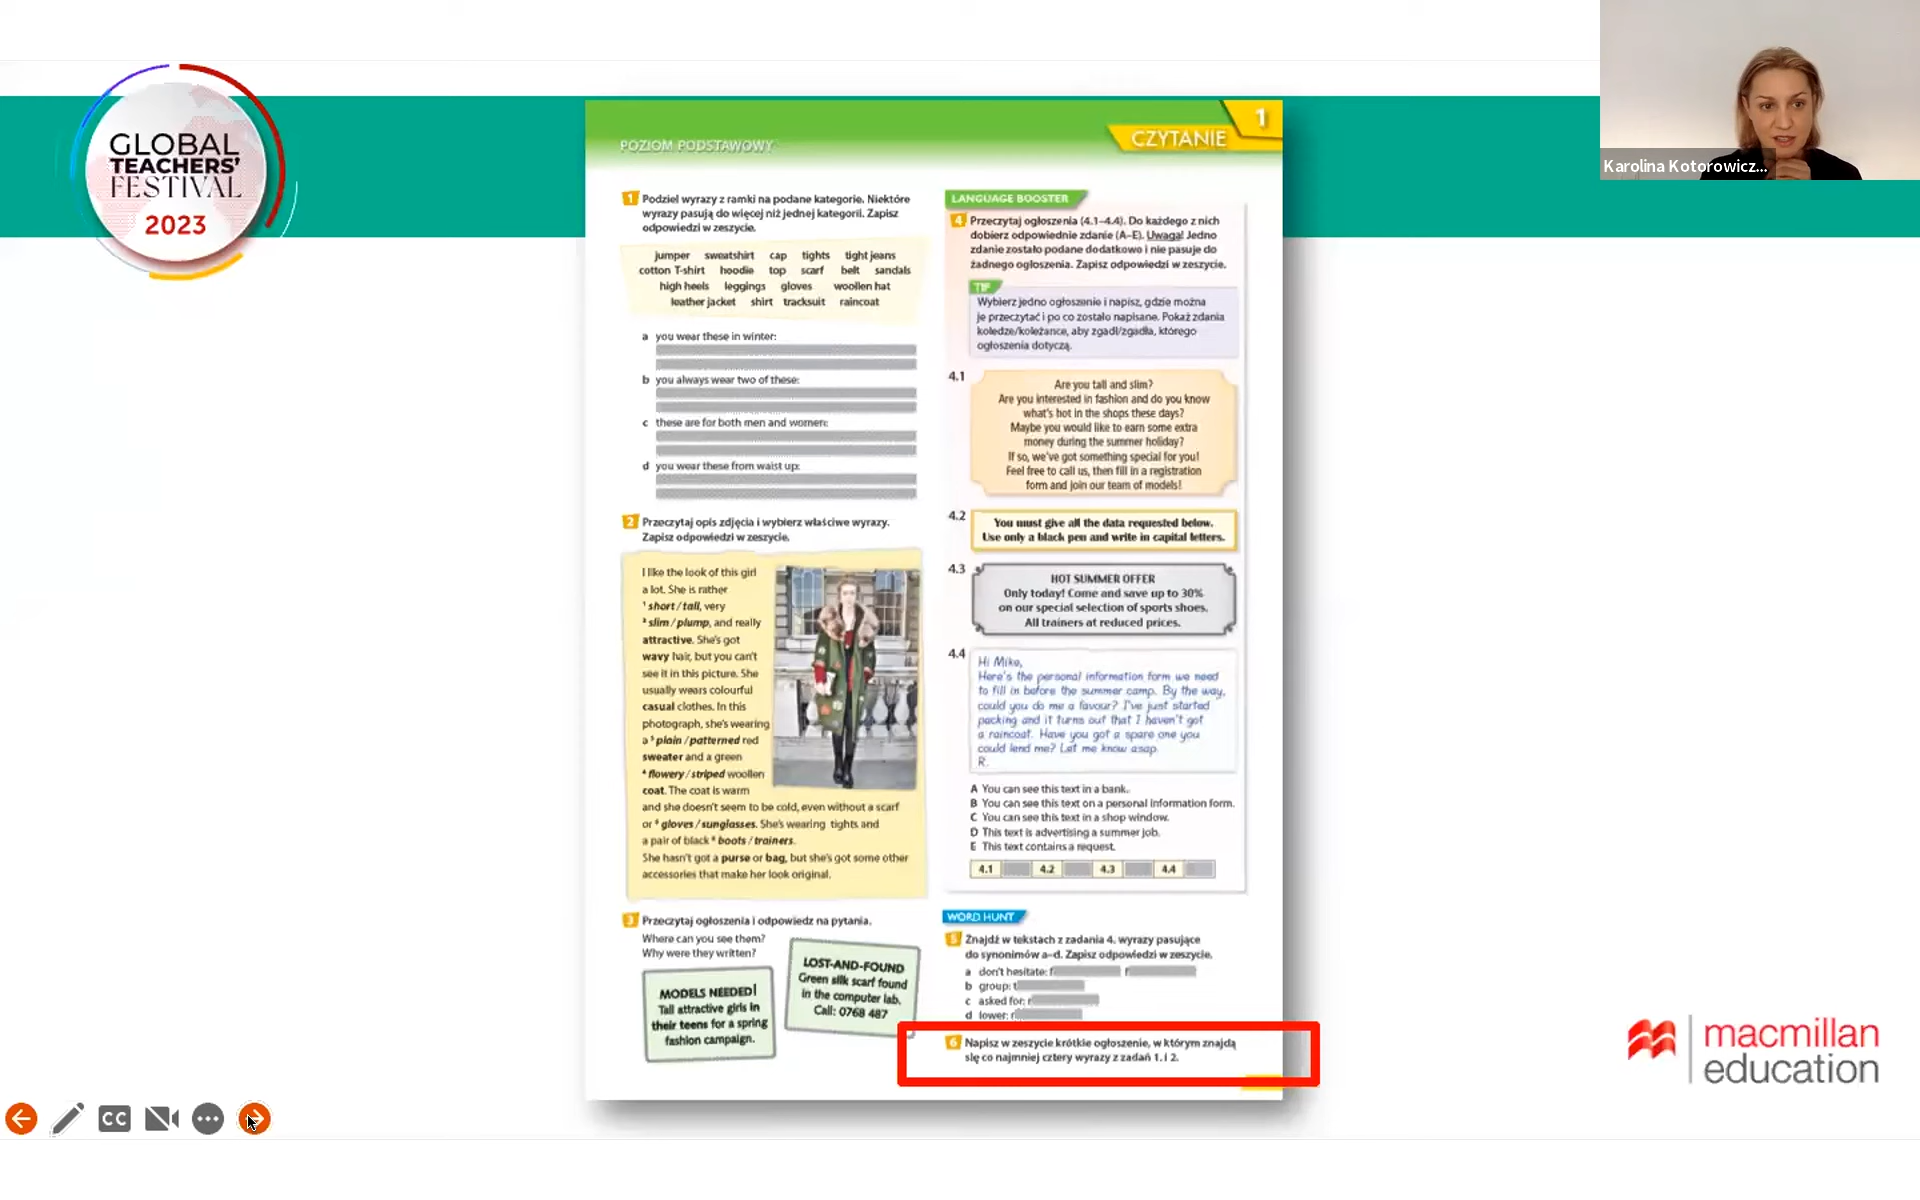 GLOBAL
TEACHERS'
FESTIVAL
2023
POZIOM PODSTAWOWY
CZYTANIE
1
1 Podziel wyrazy z ramki na podane kategorie. Niektóre
wyrazy pasują do więcej niż jednej kategorii. Zapisz
odpowiedzi w zeszycie.
jumper sweatshirt cap tights tight jeans
cotton T-shirt hoodie top scarf belt sandals
high heels leggings gloves woollen hat
leather jacket shirt tracksuit raincoat
a you wear these in winter:
b you always wear two of these:
c these are for both men and women:
d you wear these from waist up:
2 Przeczytaj opis zdjęcia i wybierz właściwe wyrazy.
Zapisz odpowiedzi w zeszycie.
I like the look of this girl
a lot. She is rather
1 short / tall, very
2 slim / plump, and really
attractive. She's got
wavy hair, but you can't
see it in this picture. She
usually wears colourful
casual clothes. In this
photograph, she's wearing
a 3 plain / patterned red
sweater and a green
4 flowery / striped woollen
coat. The coat is warm
and she doesn't seem to be cold, even without a scarf
or 5 gloves / sunglasses. She's wearing tights and
a pair of black 6 boots / trainers.
She hasn't got a purse or bag, but she's got some other
accessories that make her look original.
3 Przeczytaj ogłoszenia i odpowiedz na pytania.
Where can you see them?
Why were they written?
MODELS NEEDED!
Tall attractive girls in
their teens for a spring
fashion campaign.
LOST-AND-FOUND
Green silk scarf found
in the computer lab.
Call: 0768 487
LANGUAGE BOOSTER
4 Przeczytaj ogłoszenia (4.1–4.4). Do każdego z nich
dobierz odpowiednie zdanie (A–E). Uwaga! Jedno
zdanie zostało podane dodatkowo i nie pasuje do
żadnego ogłoszenia. Zapisz odpowiedzi w zeszycie.
TIP
Wybierz jedno ogłoszenie i napisz, gdzie można
je przeczytać i po co zostało napisane. Pokaż zdania
koledze/koleżance, aby zgadł/zgadła, którego
ogłoszenia dotyczą.
4.1
Are you tall and slim?
Are you interested in fashion and do you know
what's hot in the shops these days?
Maybe you would like to earn some extra
money during the summer holiday?
If so, we've got something special for you!
Feel free to call us, then fill in a registration
form and join our team of models!
4.2
You must give all the data requested below.
Use only a black pen and write in capital letters.
4.3
HOT SUMMER OFFER
Only today! Come and save up to 30%
on our special selection of sports shoes.
All trainers at reduced prices.
4.4
Hi Mike,
Here's the personal information form we need
to fill in before the summer camp. By the way,
could you do me a favour? I've just started
packing and it turns out that I haven't got
a raincoat. Have you got a spare one you
could lend me? Let me know asap.
R.
A You can see this text in a bank.
B You can see this text on a personal information form.
C You can see this text in a shop window.
D This text is advertising a summer job.
E This text contains a request.
4.1 4.2 4.3 4.4
WORD HUNT
5 Znajdź w tekstach z zadania 4. wyrazy pasujące
do synonimów a–d. Zapisz odpowiedzi w zeszycie.
a don't hesitate: f f
b group: t
c asked for: r
d lower: r
6 Napisz w zeszycie krótkie ogłoszenie, w którym znajdą
się co najmniej cztery wyrazy z zadań 1. i 2.
Karolina Kotorowicz...
macmillan
education
CC